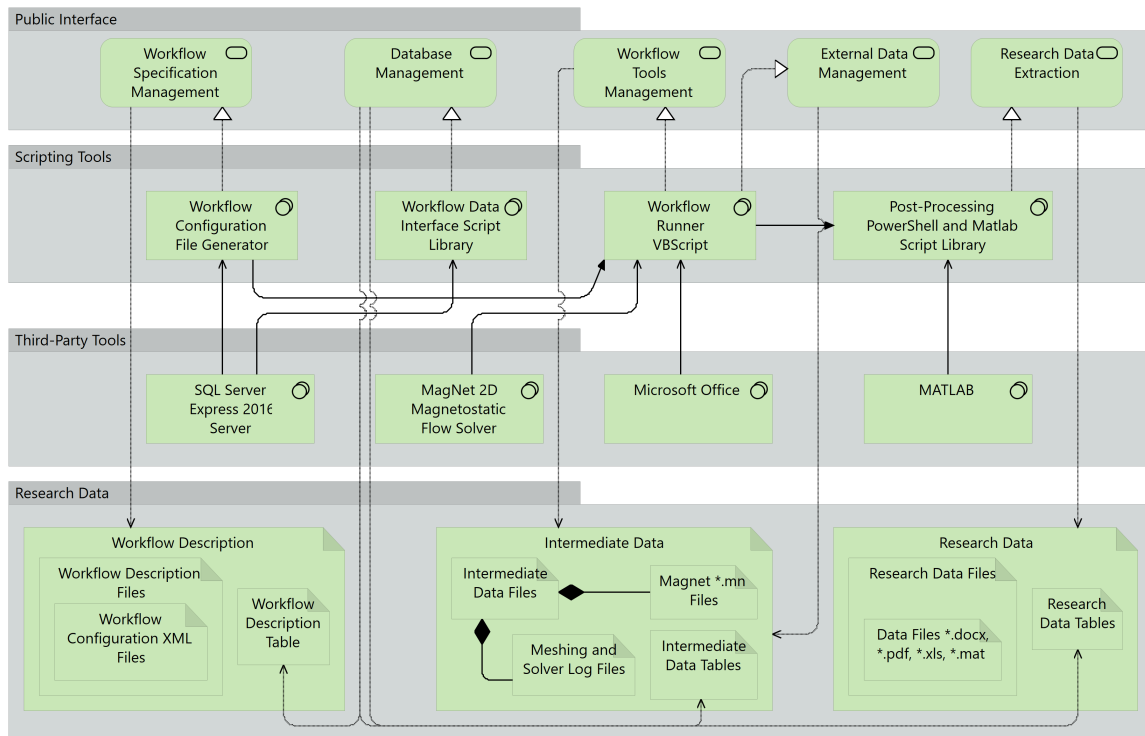 Public Interface
Workflow
Specification
Management
Database
Management
Workflow
Tools
Management
External Data
Management
Research Data
Extraction
Scripting Tools
Workflow
Configuration
File Generator
Workflow Data
Interface Script
Library
Workflow
Runner
VBScript
Post-Processing
PowerShell and Matlab
Script Library
Third-Party Tools
SQL Server
Express 2016
Server
MagNet 2D
Magnetostatic
Flow Solver
Microsoft Office
MATLAB
Research Data
Workflow Description
Workflow Description
Files
Workflow
Configuration XML
Files
Workflow
Description
Table
Intermediate Data
Intermediate
Data Files
Magnet *.mn
Files
Meshing and
Solver Log Files
Intermediate
Data Tables
Research Data
Research Data Files
Data Files *.docx,
*.pdf, *.xls, *.mat
Research
Data Tables